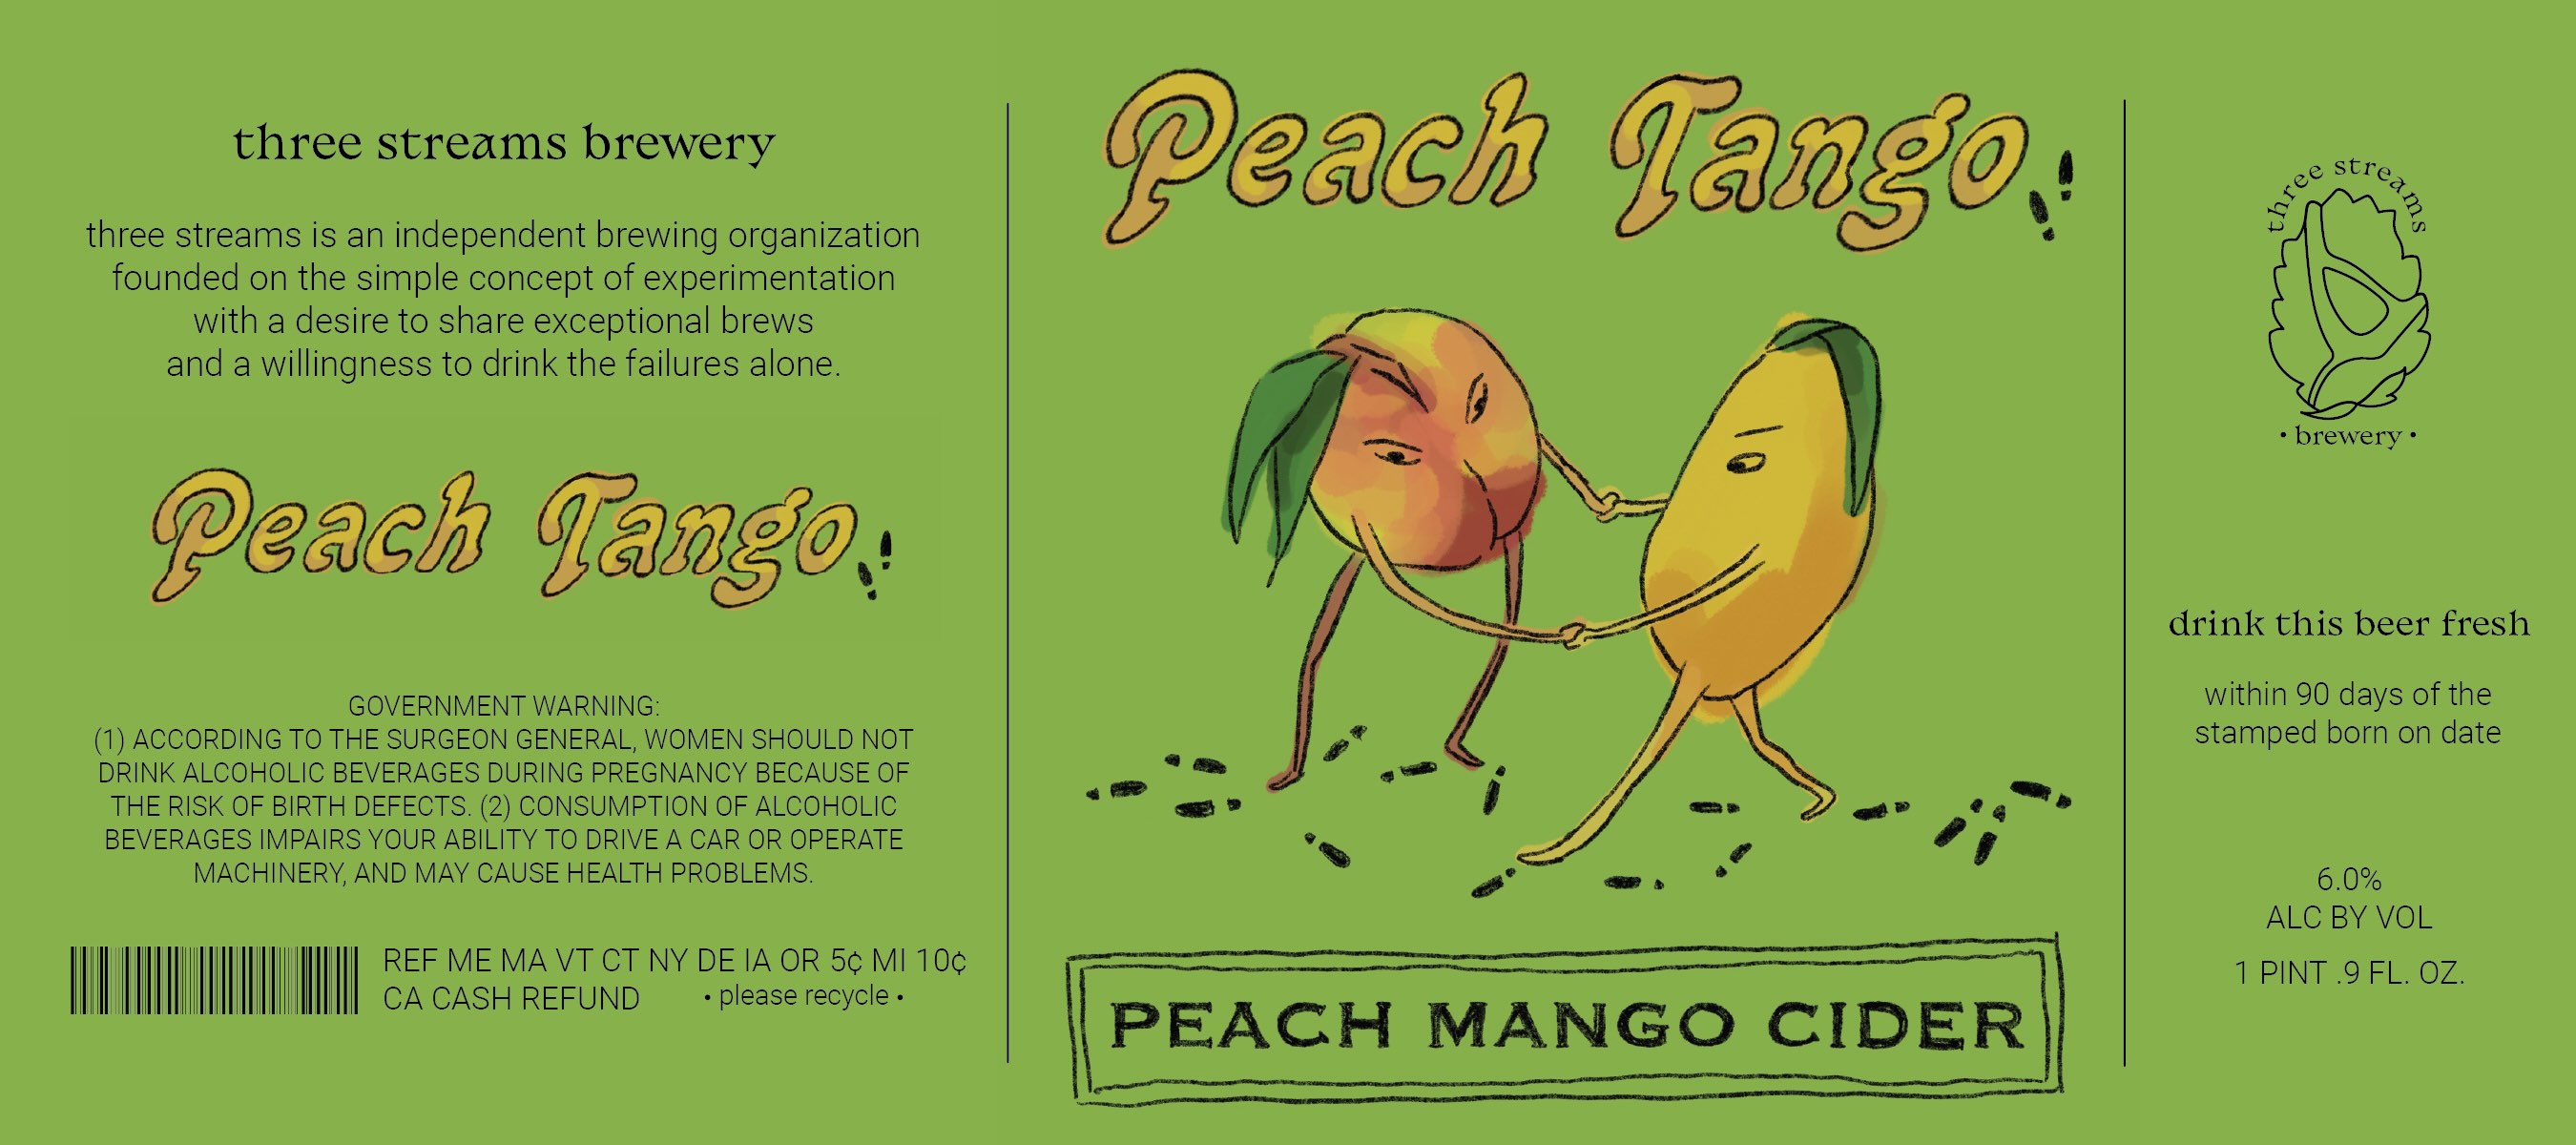 three streams brewery
three streams is an independent brewing organization
founded on the simple concept of experimentation
with a desire to share exceptional brews
and a willingness to drink the failures alone.
Peach Tango
GOVERNMENT WARNING:
(1) ACCORDING TO THE SURGEON GENERAL, WOMEN SHOULD NOT
DRINK ALCOHOLIC BEVERAGES DURING PREGNANCY BECAUSE OF
THE RISK OF BIRTH DEFECTS. (2) CONSUMPTION OF ALCOHOLIC
BEVERAGES IMPAIRS YOUR ABILITY TO DRIVE A CAR OR OPERATE
MACHINERY, AND MAY CAUSE HEALTH PROBLEMS.
REF ME MA VT CT NY DE IA OR 5¢ MI 10¢
CA CASH REFUND • please recycle •
Peach Tango
PEACH MANGO CIDER
three streams
• brewery •
drink this beer fresh
within 90 days of the
stamped born on date
6.0%
ALC BY VOL
1 PINT .9 FL. OZ.